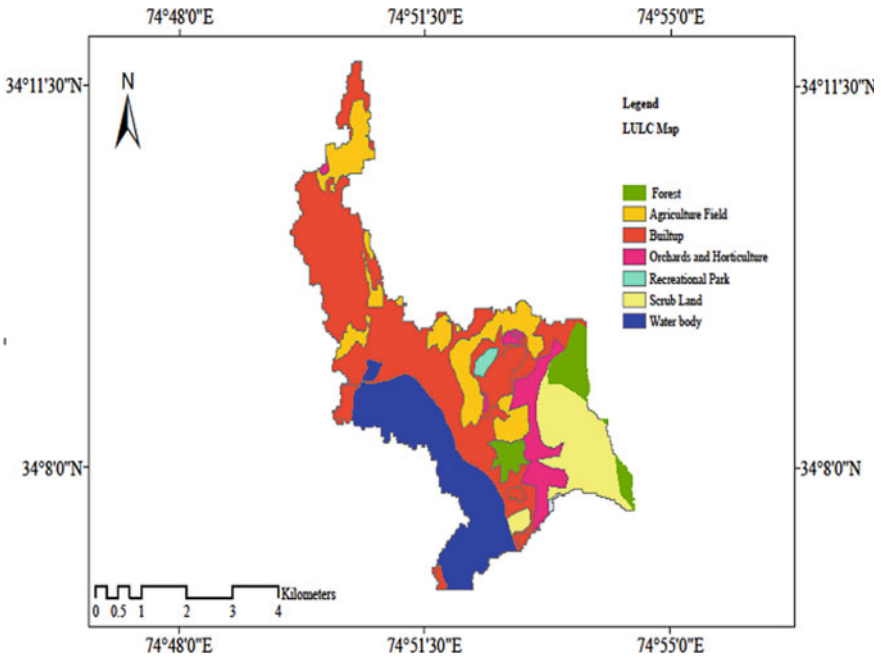 74°48'0"E 74°51'30"E 74°55'0"E
34°11'30"N 34°11'30"N
N
Legend
LULC Map
Forest
Agriculture Field
Builtup
Orchards and Horticulture
Recreational Park
Scrub Land
Water body
34°8'0"N 34°8'0"N
Kilometers
0 0.5 1 2 3 4
74°48'0"E 74°51'30"E 74°55'0"E